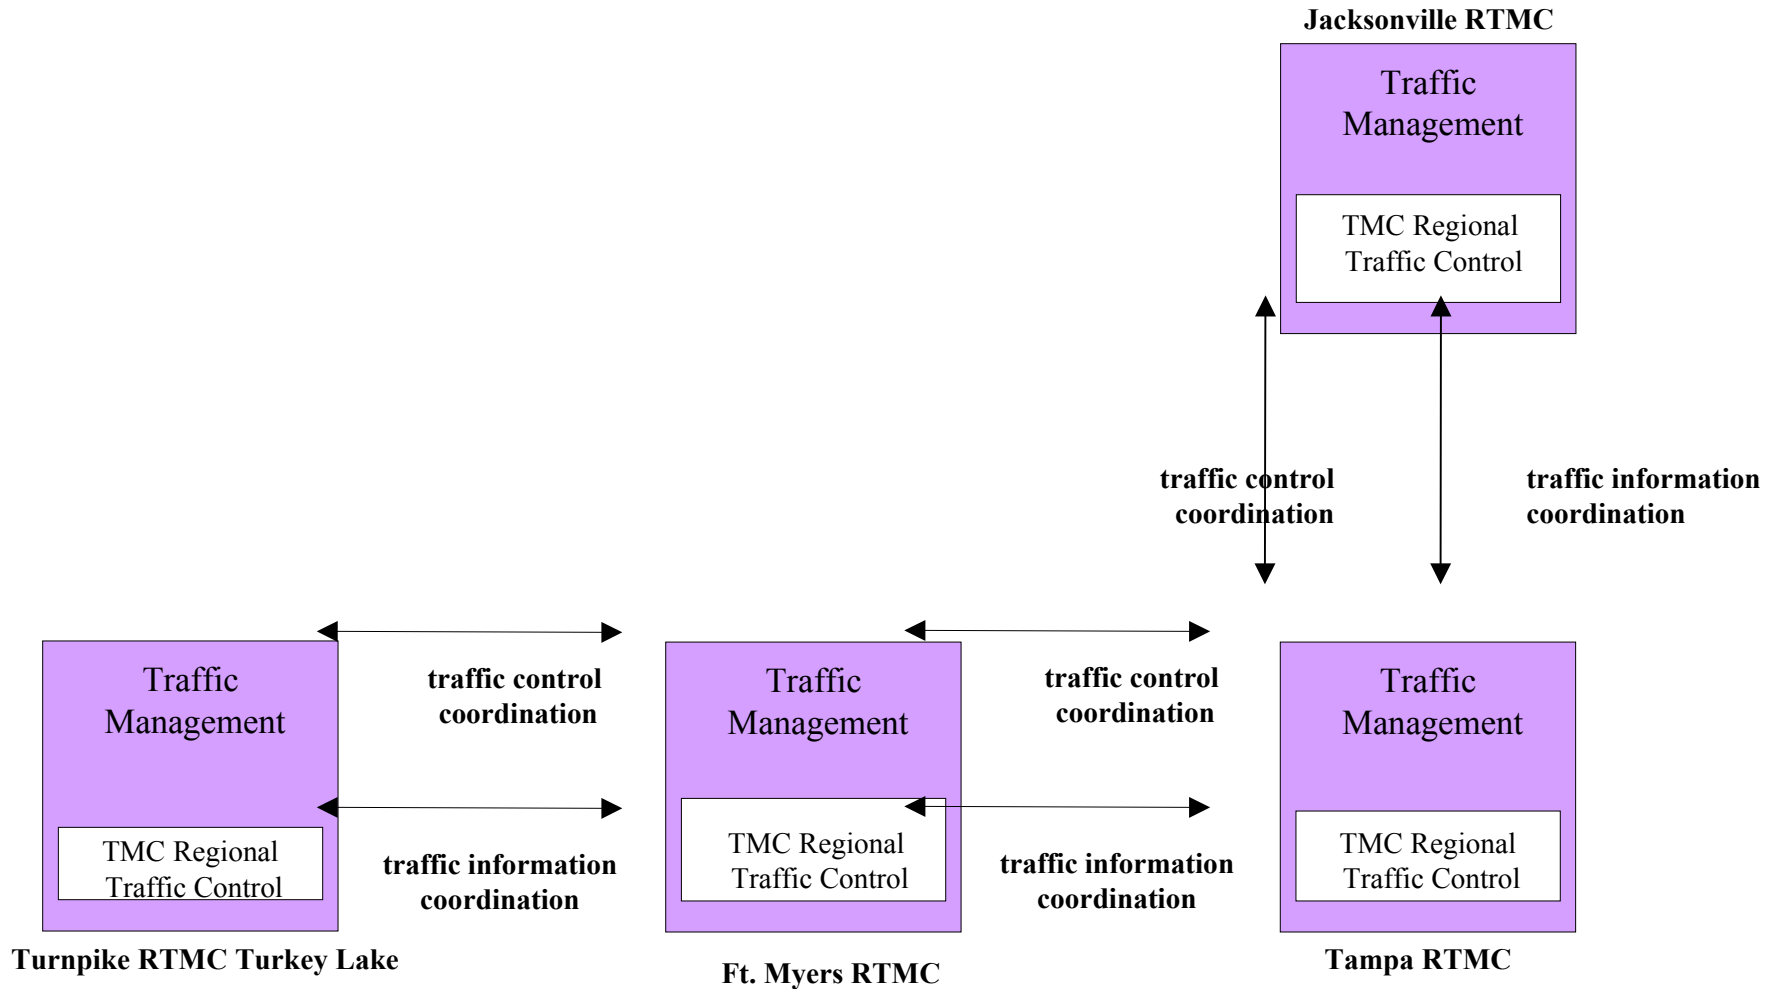 Jacksonville RTMC
Traffic
Management
TMC Regional
Traffic Control
traffic control
coordination
traffic information
coordination
Traffic
Management
TMC Regional
Traffic Control
Turnpike RTMC Turkey Lake
traffic control
coordination
traffic information
coordination
Traffic
Management
TMC Regional
Traffic Control
Ft. Myers RTMC
traffic control
coordination
traffic information
coordination
Traffic
Management
TMC Regional
Traffic Control
Tampa RTMC